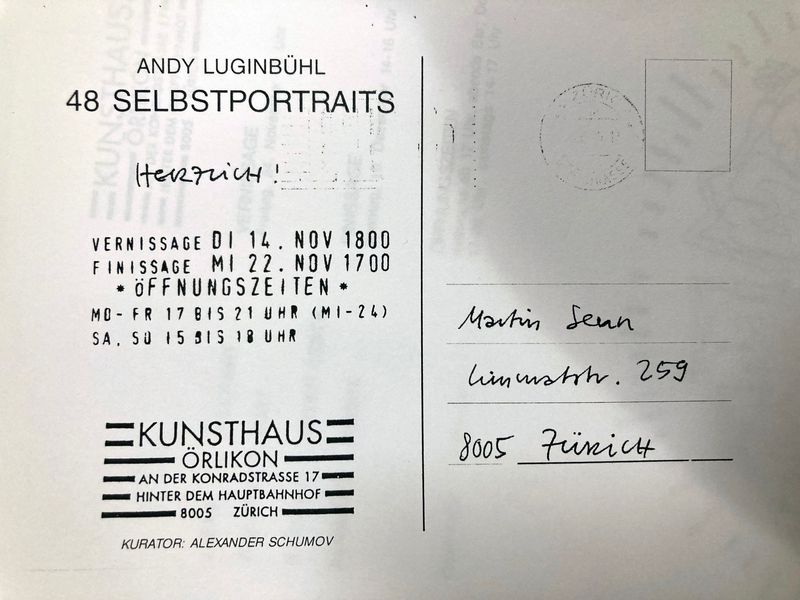 ANDY LUGINBÜHL
48 SELBSTPORTRAITS
Herzlich!
VERNISSAGE DI 14. NOV 1800
FINISSAGE MI 22. NOV 1700
* ÖFFNUNGSZEITEN *
MO- FR 17 BIS 21 UHR (MI-24)
SA, SO 15 BIS 18 UHR
KUNSTHAUS
ÖRLIKON
AN DER KONRADSTRASSE 17
HINTER DEM HAUPTBAHNHOF
8005 ZÜRICH
KURATOR: ALEXANDER SCHUMOV
Martin Senn
Limmatstr. 259
8005 Zürich